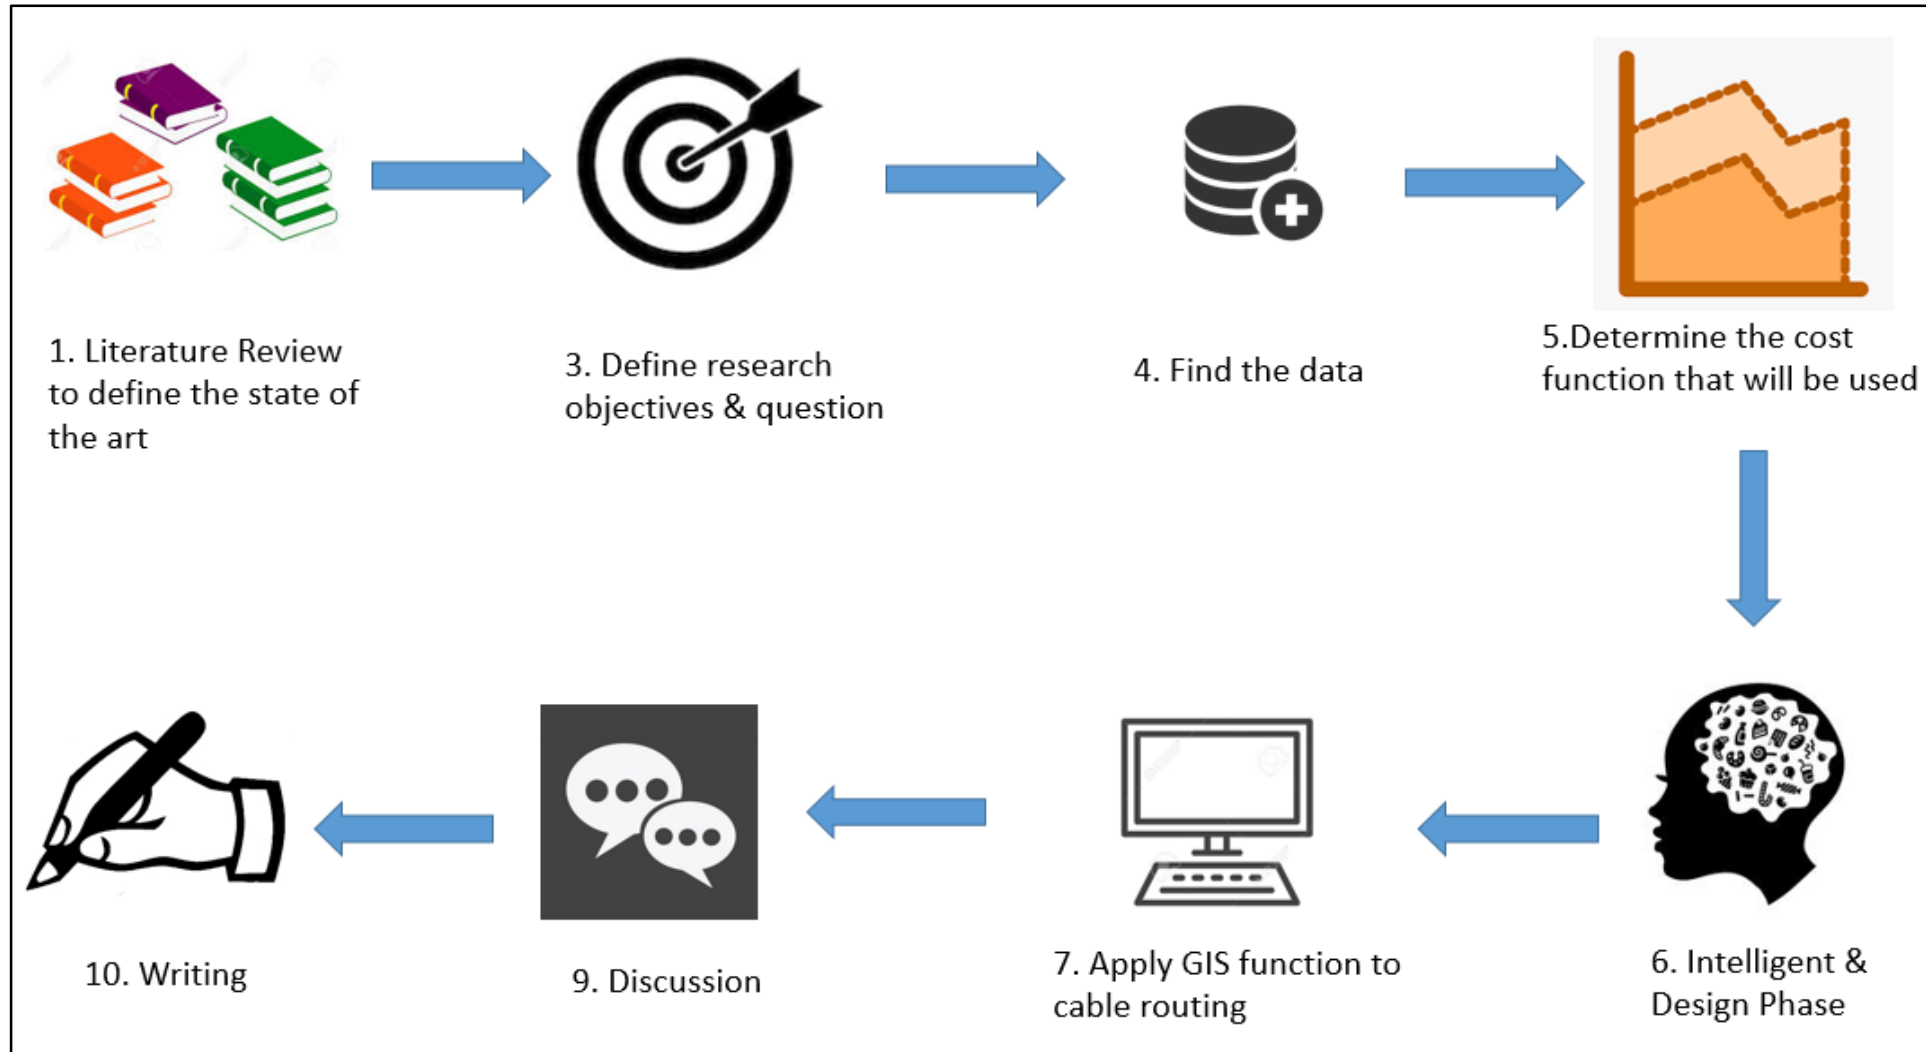 1. Literature Review
to define the state of
the art
3. Define research
objectives & question
4. Find the data
5.Determine the cost
function that will be used
6. Intelligent &
Design Phase
7. Apply GIS function to
cable routing
9. Discussion
10. Writing